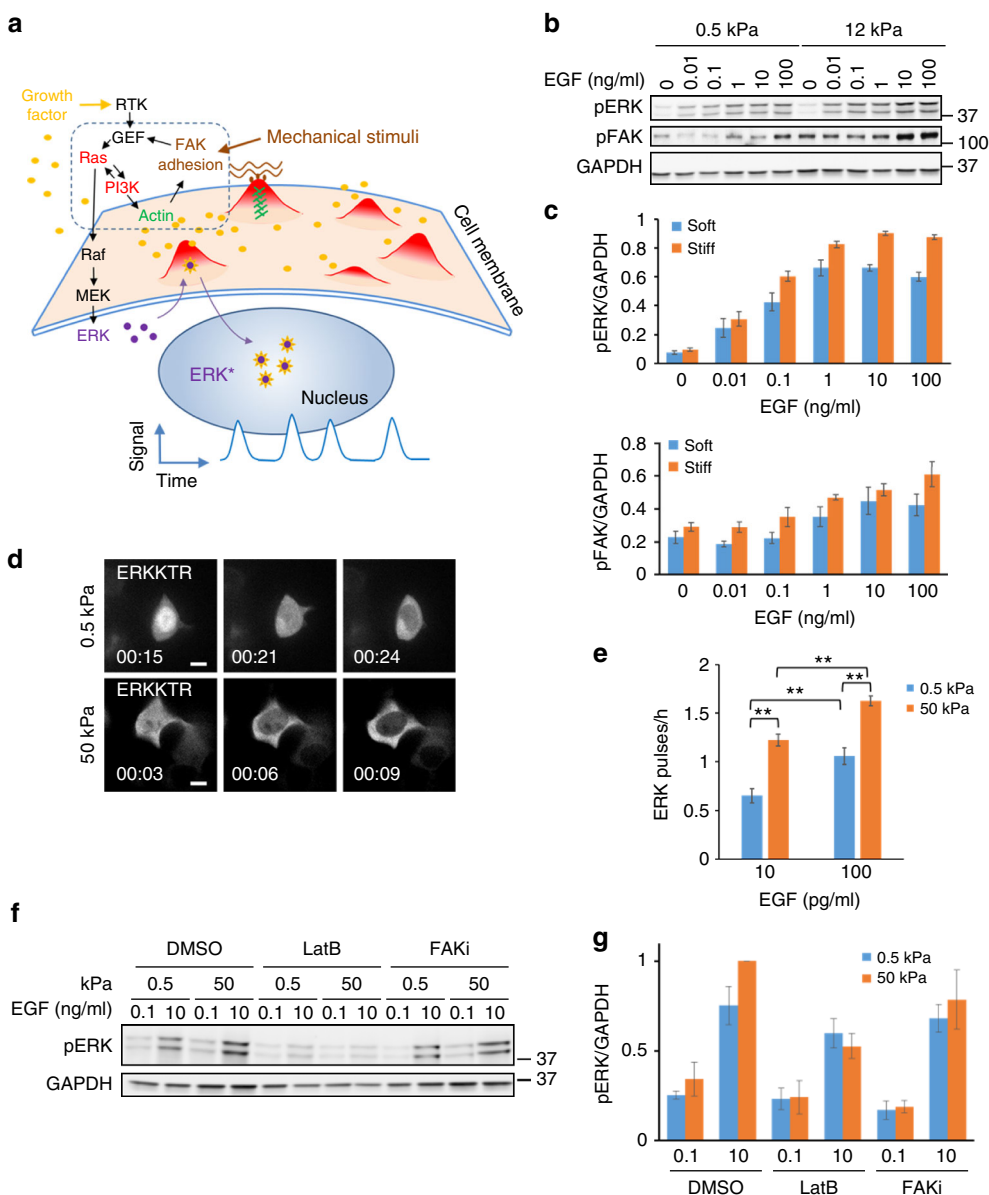 a
Growth
factor
RTK
GEF
FAK
adhesion
Mechanical stimuli
Ras
PI3K
Actin
Raf
MEK
ERK
Cell membrane
ERK*
Nucleus
Signal
Time
b
0.5 kPa 12 kPa
EGF (ng/ml) 0 0.01 0.1 1 10 100 0 0.01 0.1 1 10 100
pERK 37
pFAK 100
GAPDH 37
c
Soft
Stiff
pERK/GAPDH
1
0.8
0.6
0.4
0.2
0
0 0.01 0.1 1 10 100
EGF (ng/ml)
Soft
Stiff
pFAK/GAPDH
0.8
0.6
0.4
0.2
0
0 0.01 0.1 1 10 100
EGF (ng/ml)
d
0.5 kPa
ERKKTR
00:15 00:21 00:24
50 kPa
ERKKTR
00:03 00:06 00:09
e
ERK pulses/h
2
1.5
1
0.5
0
** ** ** **
0.5 kPa
50 kPa
10 100
EGF (pg/ml)
f
DMSO LatB FAKi
kPa 0.5 50 0.5 50 0.5 50
EGF (ng/ml) 0.1 10 0.1 10 0.1 10 0.1 10 0.1 10 0.1 10
pERK 37
GAPDH 37
g
0.5 kPa
50 kPa
pERK/GAPDH
1
0.5
0
0.1 10 0.1 10 0.1 10
DMSO LatB FAKi